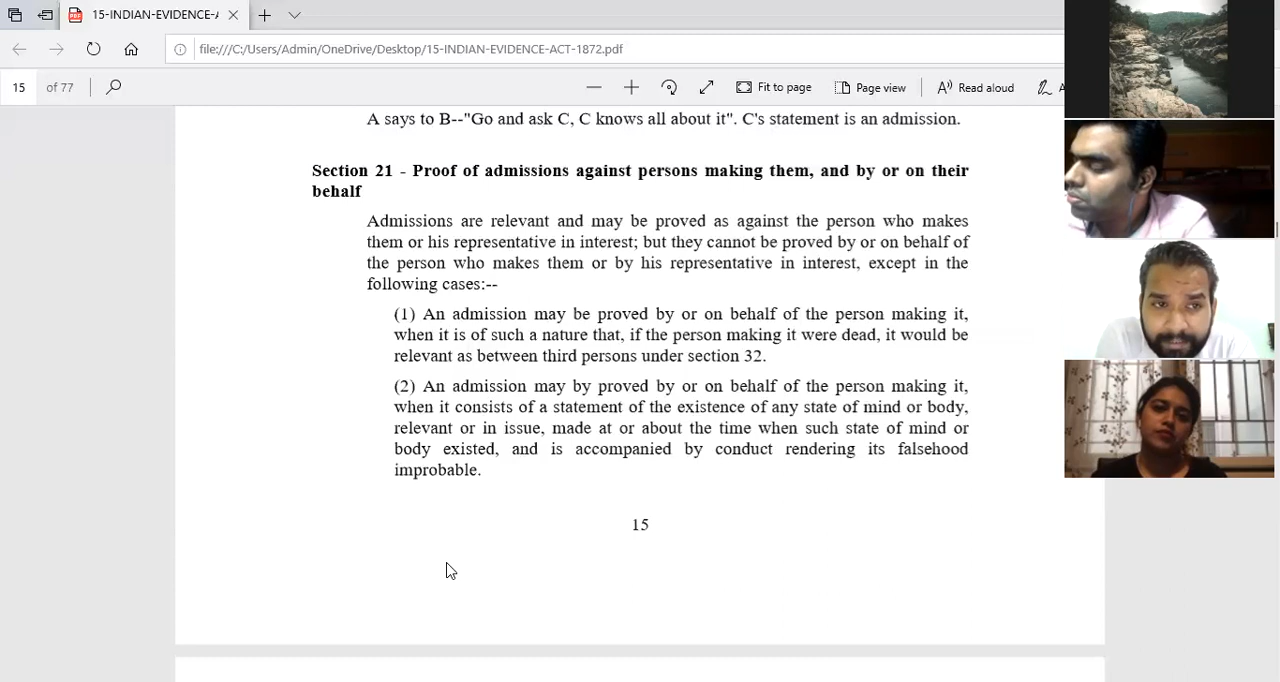 15-INDIAN-EVIDENCE-A
file:///C:/Users/Admin/OneDrive/Desktop/15-INDIAN-EVIDENCE-ACT-1872.pdf
15 of 77
Fit to page
Page view
Read aloud
A says to B--"Go and ask C, C knows all about it". C's statement is an admission.
Section 21 - Proof of admissions against persons making them, and by or on their
behalf
Admissions are relevant and may be proved as against the person who makes
them or his representative in interest; but they cannot be proved by or on behalf of
the person who makes them or by his representative in interest, except in the
following cases:--
(1) An admission may be proved by or on behalf of the person making it,
when it is of such a nature that, if the person making it were dead, it would be
relevant as between third persons under section 32.
(2) An admission may by proved by or on behalf of the person making it,
when it consists of a statement of the existence of any state of mind or body,
relevant or in issue, made at or about the time when such state of mind or
body existed, and is accompanied by conduct rendering its falsehood
improbable.
15